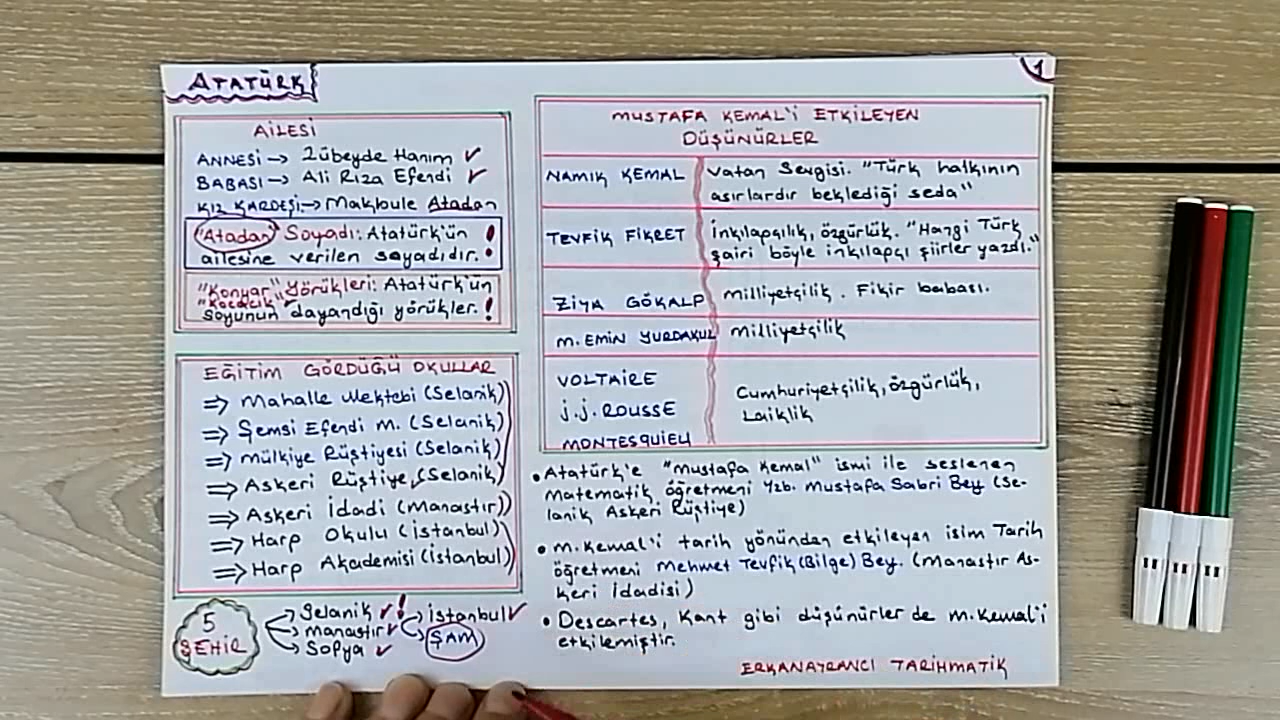 ATATÜRK
1
AİLESİ
ANNESİ → Zübeyde Hanım ✓
BABASI → Ali Rıza Efendi ✓
KIZ KARDEŞİ → Makbule Atadan
"Atadan" Soyadı: Atatürk'ün
ailesine verilen soyadıdır. !
"Konyar" Yörükleri: Atatürk'ün
"Kocacık"
soyunun dayandığı yörükler. !
EĞİTİM GÖRDÜĞÜ OKULLAR
⇒ Mahalle Mektebi (Selanik)
⇒ Şemsi Efendi M. (Selanik)
⇒ Mülkiye Rüştiyesi (Selanik)
⇒ Askeri Rüştiye (Selanik)
⇒ Askeri İdadi (Manastır)
⇒ Harp Okulu (İstanbul)
⇒ Harp Akademisi (İstanbul)
5
ŞEHİR
Selanik ✓ !
Manastır ✓
Sofya ✓
İstanbul ✓
ŞAM
MUSTAFA KEMAL'İ ETKİLEYEN
DÜŞÜNÜRLER
NAMIK KEMAL
Vatan Sevgisi. "Türk halkının
asırlardır beklediği seda"
TEVFİK FİKRET
İnkılapçılık, özgürlük. "Hangi Türk
şairi böyle inkılapçı şiirler yazdı."
ZİYA GÖKALP
Milliyetçilik. Fikir babası.
M. EMİN YURDAKUL
Milliyetçilik
VOLTAIRE
J.J. ROUSSE
MONTESQUİEU
Cumhuriyetçilik, özgürlük,
Laiklik
• Atatürk'e "Mustafa Kemal" ismi ile seslenen
Matematik öğretmeni Yzb. Mustafa Sabri Bey (Se-
lanik Askeri Rüştiye)
• M. Kemal'i tarih yönünden etkileyen isim Tarih
öğretmeni Mehmet Tevfik (Bilge) Bey. (Manastır As-
keri İdadisi)
• Descartes, Kant gibi düşünürler de M. Kemal'i
etkilemiştir.
ERKANAYRANCI TARİHMATİK